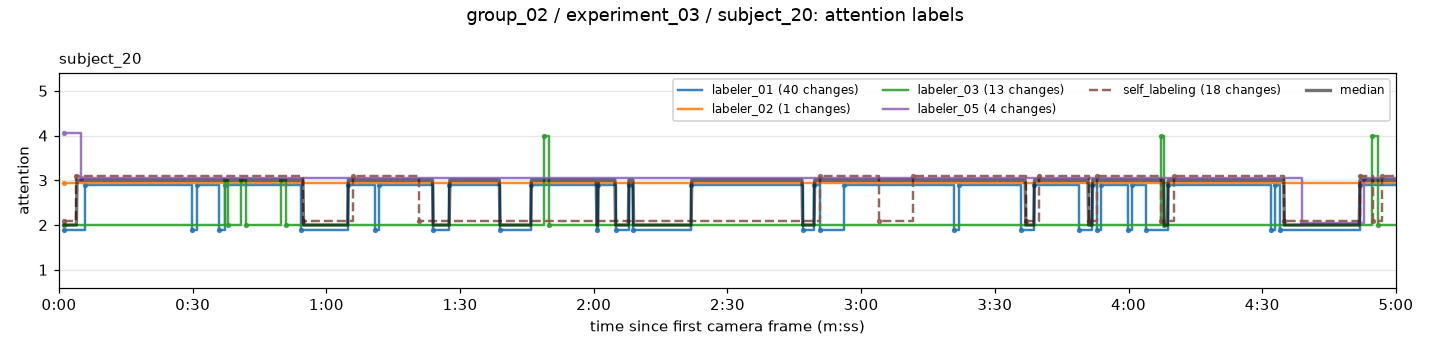 group_02 / experiment_03 / subject_20: attention labels
subject_20
labeler_01 (40 changes)
labeler_02 (1 changes)
labeler_03 (13 changes)
labeler_05 (4 changes)
self_labeling (18 changes)
median
attention
5
4
3
2
1
0:00 0:30 1:00 1:30 2:00 2:30 3:00 3:30 4:00 4:30 5:00
time since first camera frame (m:ss)